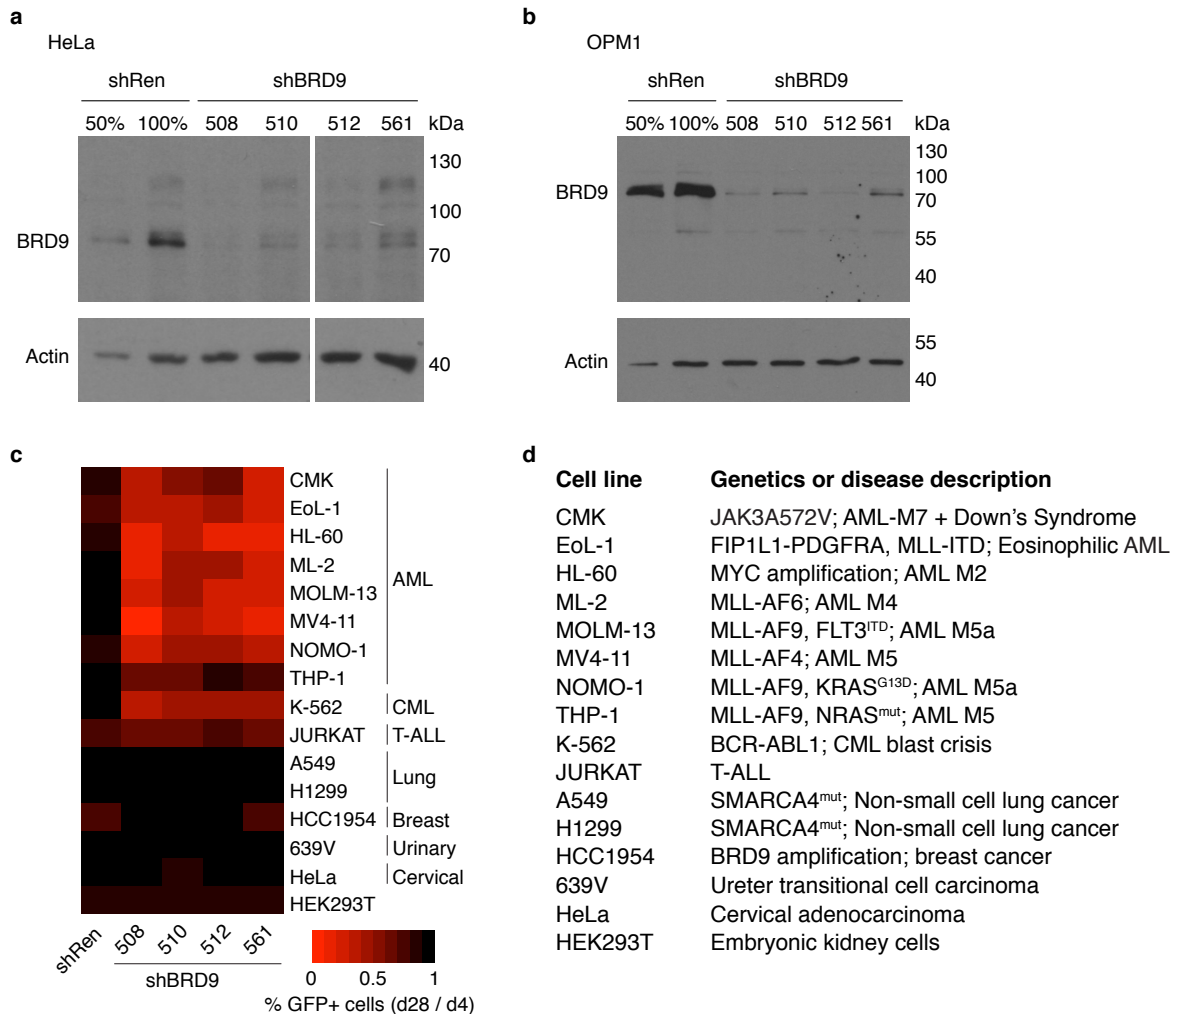 a
HeLa
shRen shBRD9
50% 100% 508 510 512 561 kDa
130
100
BRD9
70
Actin
40
b
OPM1
shRen shBRD9
50% 100% 508 510 512 561 kDa
130
100
BRD9
70
55
40
55
Actin
40
c
CMK
EoL-1
HL-60
ML-2
MOLM-13
MV4-11
NOMO-1
THP-1
AML
K-562 CML
JURKAT T-ALL
A549
H1299
Lung
HCC1954 Breast
639V Urinary
HeLa Cervical
HEK293T
shRen 508 510 512 561
shBRD9
0 0.5 1
% GFP+ cells (d28 / d4)
d
Cell line Genetics or disease description
CMK JAK3A572V; AML-M7 + Down's Syndrome
EoL-1 FIP1L1-PDGFRA, MLL-ITD; Eosinophilic AML
HL-60 MYC amplification; AML M2
ML-2 MLL-AF6; AML M4
MOLM-13 MLL-AF9, FLT3ITD; AML M5a
MV4-11 MLL-AF4; AML M5
NOMO-1 MLL-AF9, KRASG13D; AML M5a
THP-1 MLL-AF9, NRASmut; AML M5
K-562 BCR-ABL1; CML blast crisis
JURKAT T-ALL
A549 SMARCA4mut; Non-small cell lung cancer
H1299 SMARCA4mut; Non-small cell lung cancer
HCC1954 BRD9 amplification; breast cancer
639V Ureter transitional cell carcinoma
HeLa Cervical adenocarcinoma
HEK293T Embryonic kidney cells